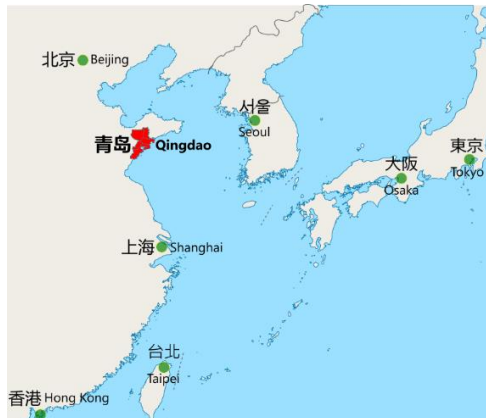 北京 Beijing
서울
Seoul
青岛 Qingdao
東京
Tokyo
大阪
Osaka
上海 Shanghai
台北
Taipei
香港 Hong Kong